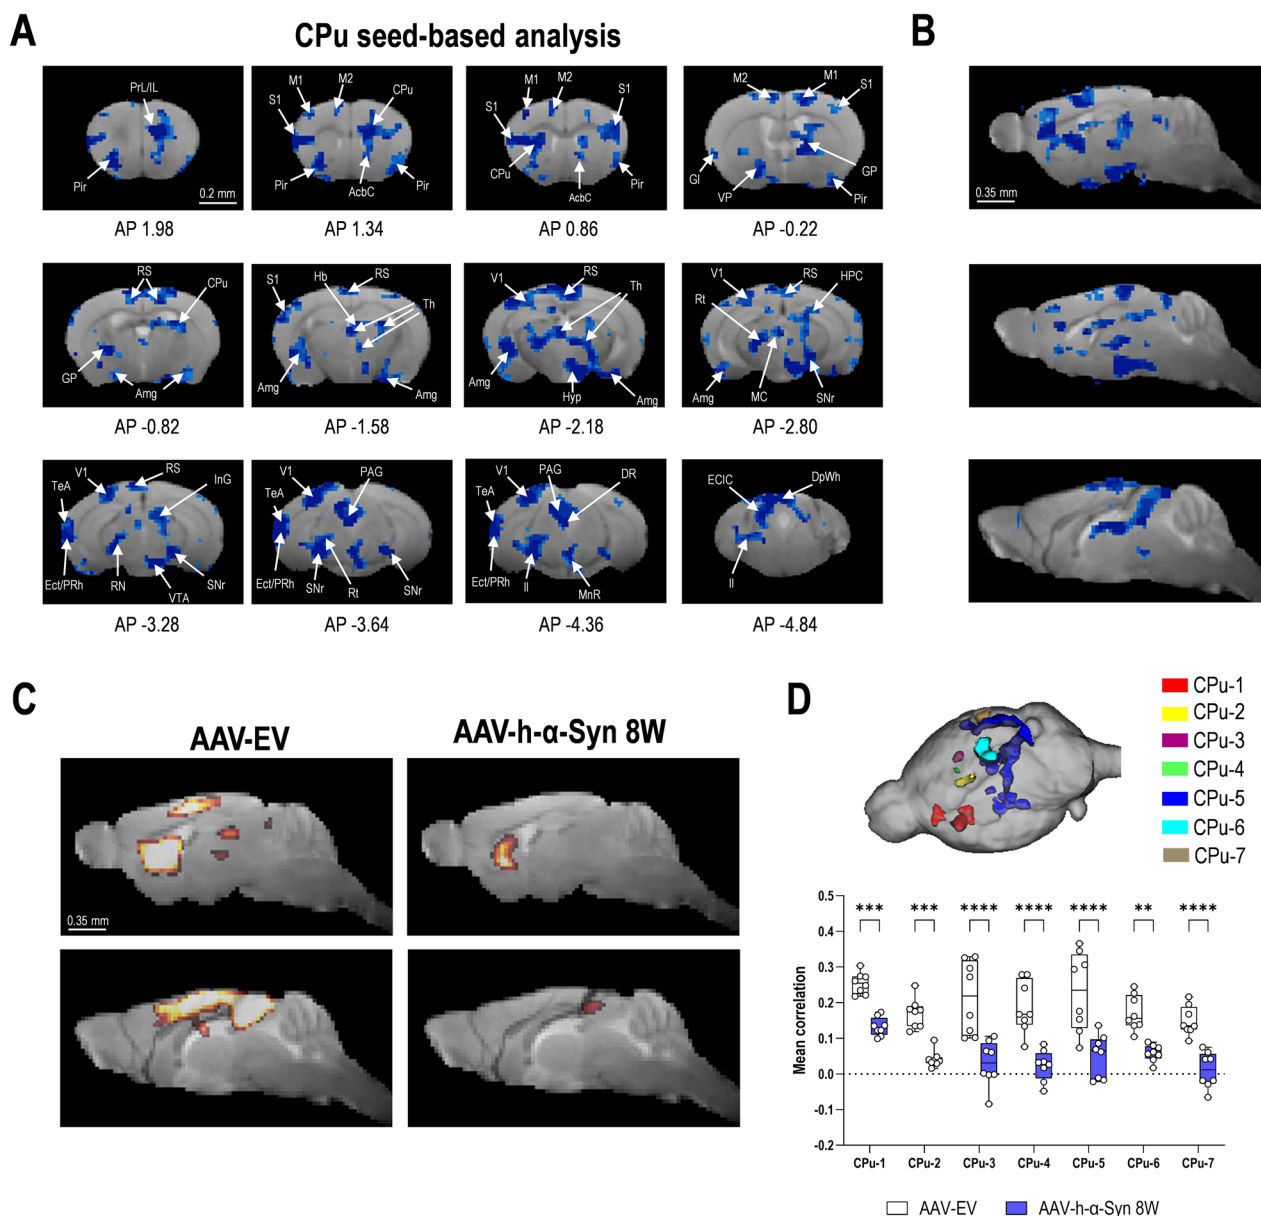 A
CPu seed-based analysis
B
PrL/IL
Pir
0.2 mm
AP 1.98
M1
M2
CPu
S1
Pir
AcbC
Pir
AP 1.34
M1
M2
S1
S1
CPu
AcbC
Pir
AP 0.86
M2
M1
S1
GI
VP
GP
Pir
AP -0.22
0.35 mm
RS
CPu
GP
Amg
AP -0.82
Hb
RS
S1
Th
Amg
Amg
AP -1.58
V1
RS
Th
Amg
Hyp
Amg
AP -2.18
V1
RS
HPC
Rt
Amg
MC
SNr
AP -2.80
V1
RS
TeA
InG
Ect/PRh
RN
VTA
SNr
AP -3.28
V1
PAG
TeA
Ect/PRh
SNr
Rt
SNr
AP -3.64
V1
PAG
DR
TeA
Ect/PRh
Il
MnR
AP -4.36
ECIC
DpWh
Il
AP -4.84
C
AAV-EV
AAV-h-α-Syn 8W
0.35 mm
D
CPu-1
CPu-2
CPu-3
CPu-4
CPu-5
CPu-6
CPu-7
Mean correlation
0.5
0.4
0.3
0.2
0.1
0.0
-0.1
-0.2
*** *** **** **** **** ** ****
CPu-1 CPu-2 CPu-3 CPu-4 CPu-5 CPu-6 CPu-7
AAV-EV
AAV-h-α-Syn 8W